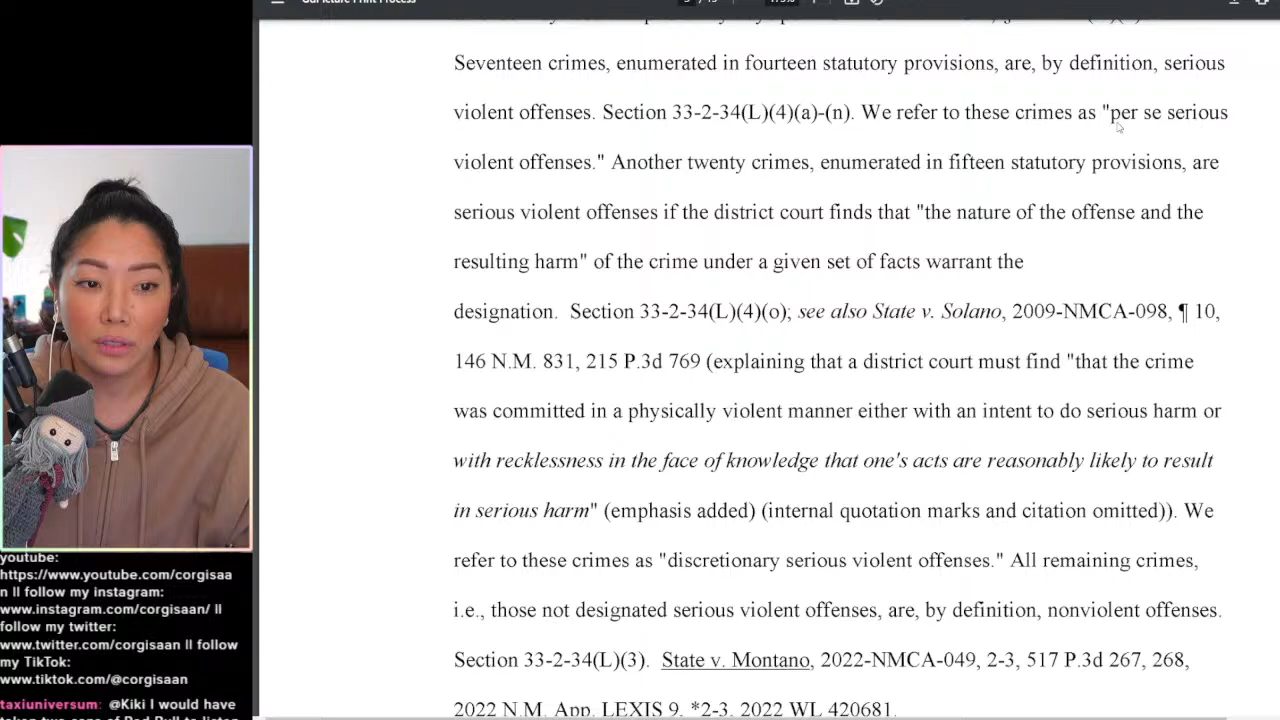 Seventeen crimes, enumerated in fourteen statutory provisions, are, by definition, serious
violent offenses. Section 33-2-34(L)(4)(a)-(n). We refer to these crimes as "per se serious
violent offenses." Another twenty crimes, enumerated in fifteen statutory provisions, are
serious violent offenses if the district court finds that "the nature of the offense and the
resulting harm" of the crime under a given set of facts warrant the
designation. Section 33-2-34(L)(4)(o); see also State v. Solano, 2009-NMCA-098, ¶ 10,
146 N.M. 831, 215 P.3d 769 (explaining that a district court must find "that the crime
was committed in a physically violent manner either with an intent to do serious harm or
with recklessness in the face of knowledge that one's acts are reasonably likely to result
in serious harm" (emphasis added) (internal quotation marks and citation omitted)). We
refer to these crimes as "discretionary serious violent offenses." All remaining crimes,
i.e., those not designated serious violent offenses, are, by definition, nonviolent offenses.
Section 33-2-34(L)(3). State v. Montano, 2022-NMCA-049, 2-3, 517 P.3d 267, 268,
2022 N.M. App. LEXIS 9, *2-3, 2022 WL 420681.
youtube:
https://www.youtube.com/corgisaa
n || follow my instagram:
www.instagram.com/corgisaan/ ||
follow my twitter:
www.twitter.com/corgisaan || follow
my TikTok:
www.tiktok.com/@corgisaan
taxiuniversum: @Kiki I would have